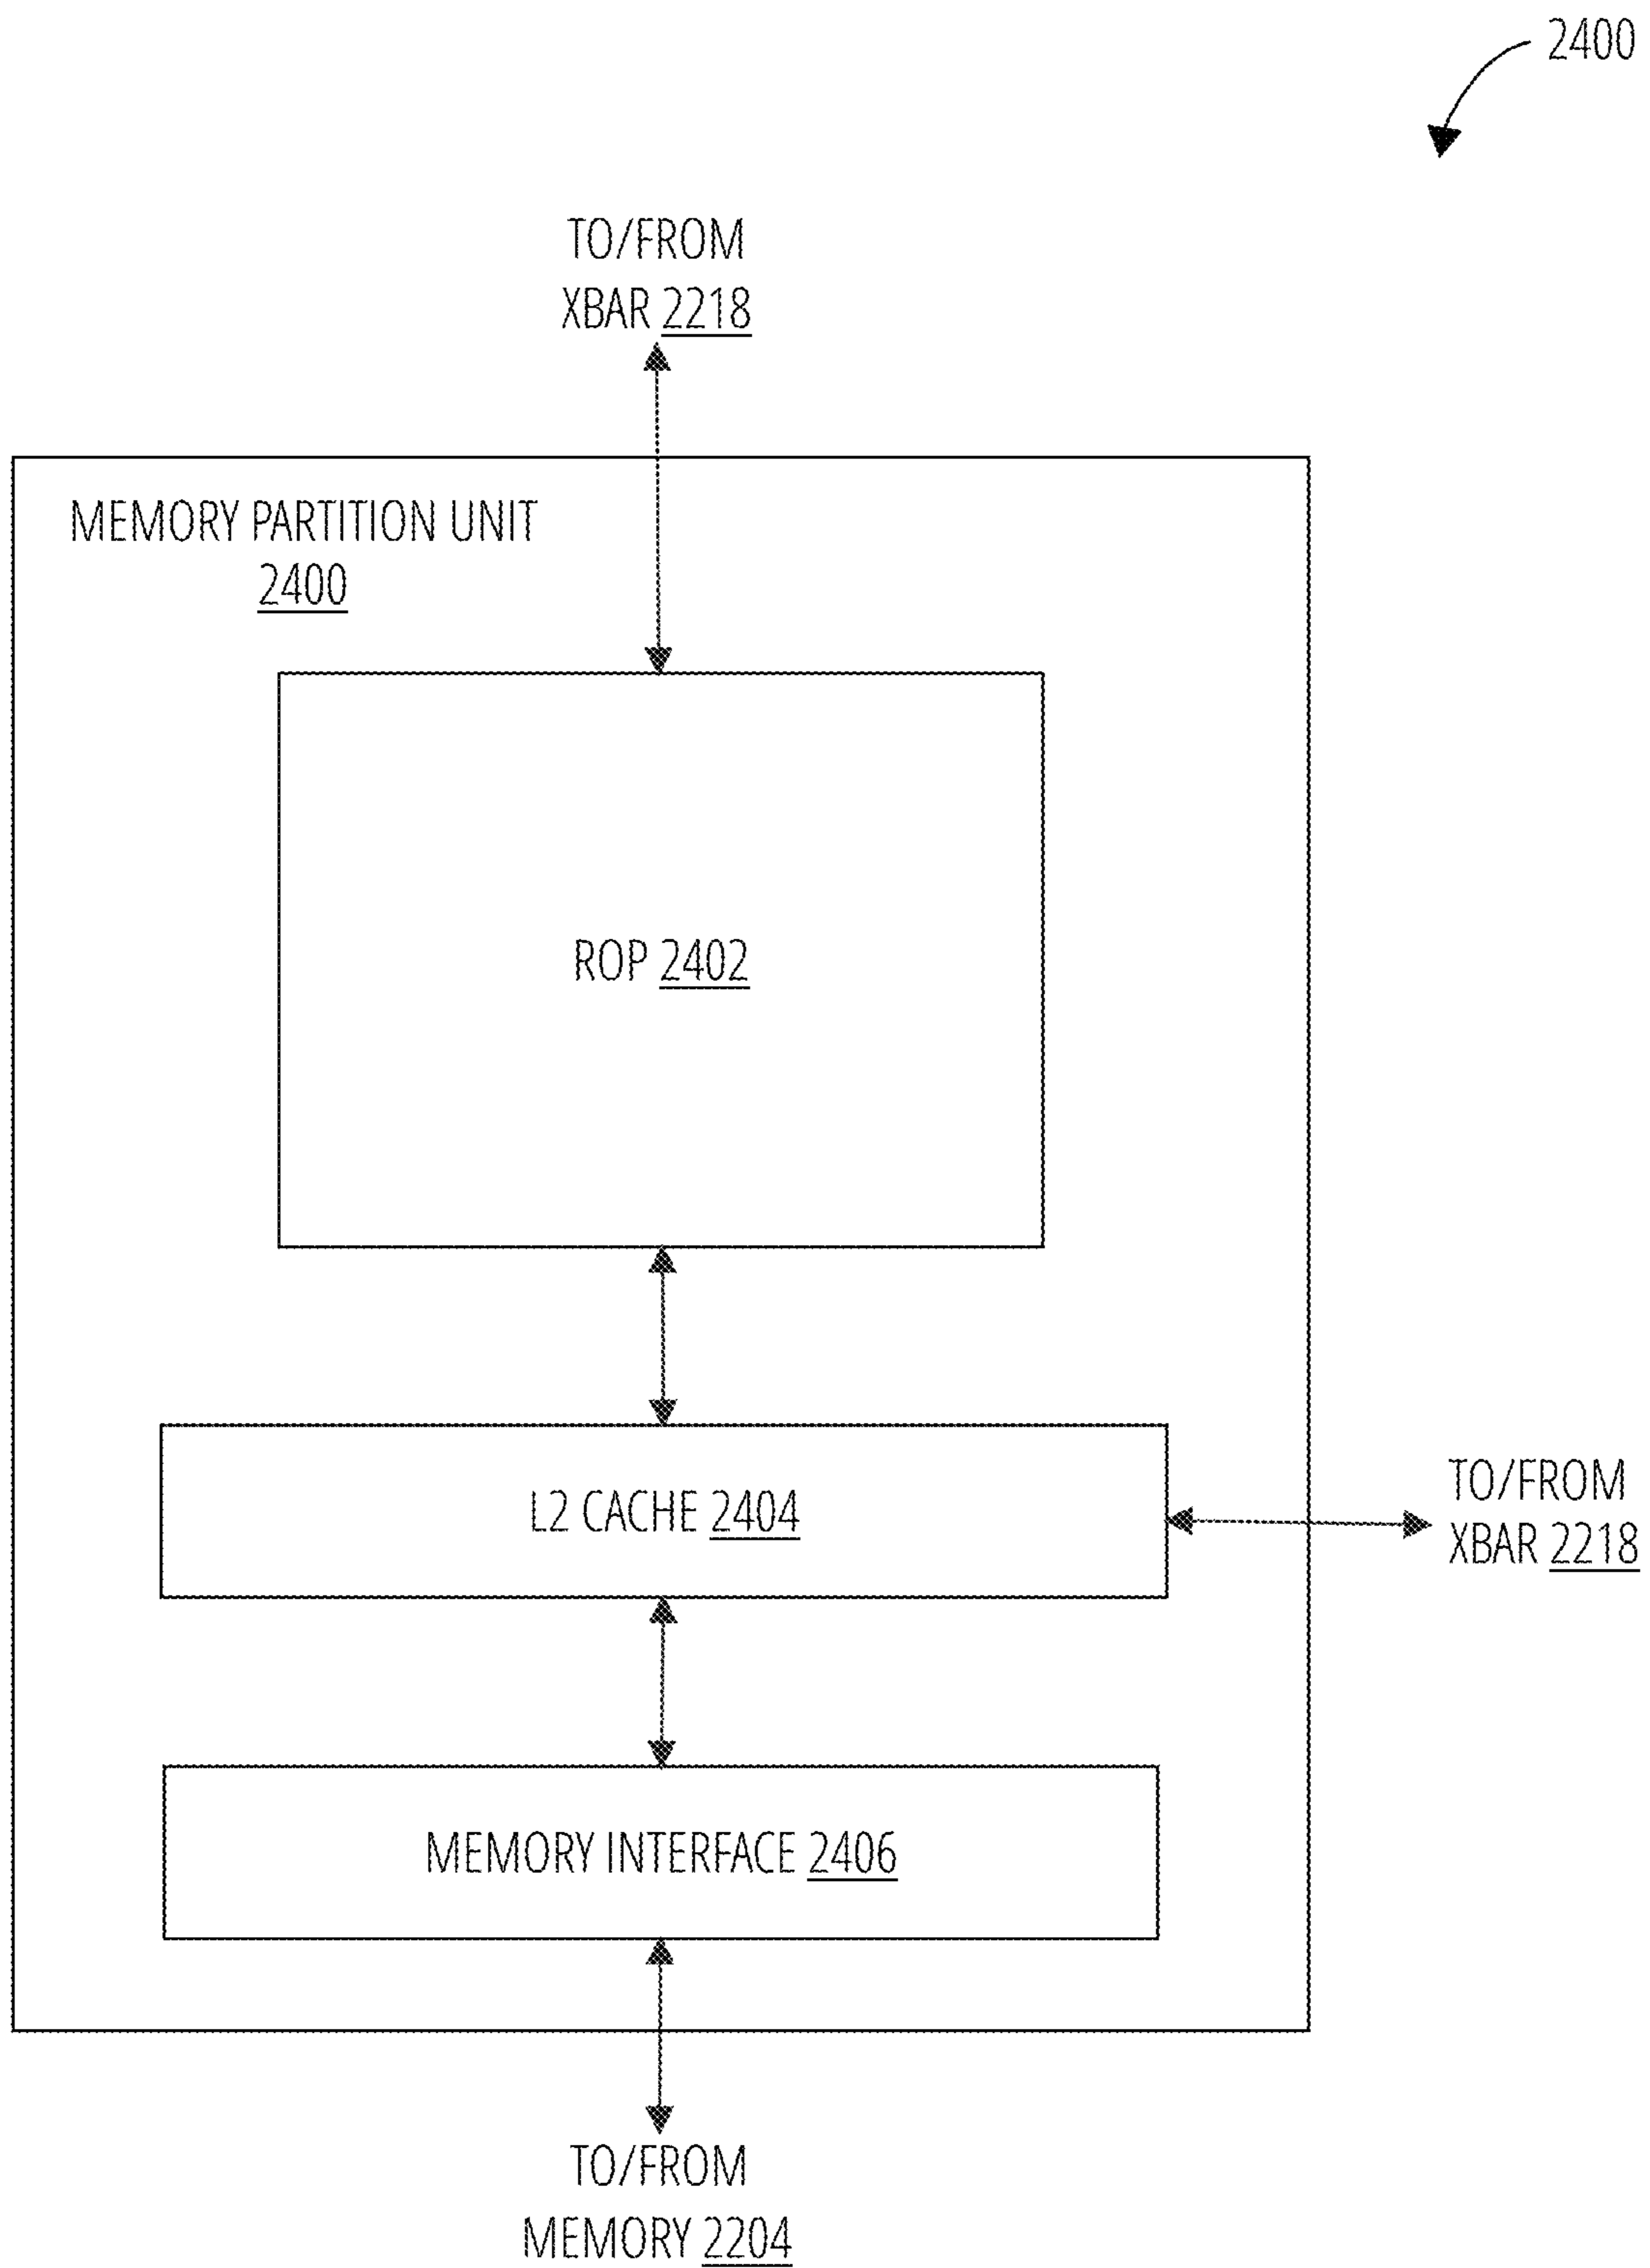 2400
TO/FROM
XBAR 2218
MEMORY PARTITION UNIT
2400
ROP 2402
L2 CACHE 2404
TO/FROM
XBAR 2218
MEMORY INTERFACE 2406
TO/FROM
MEMORY 2204